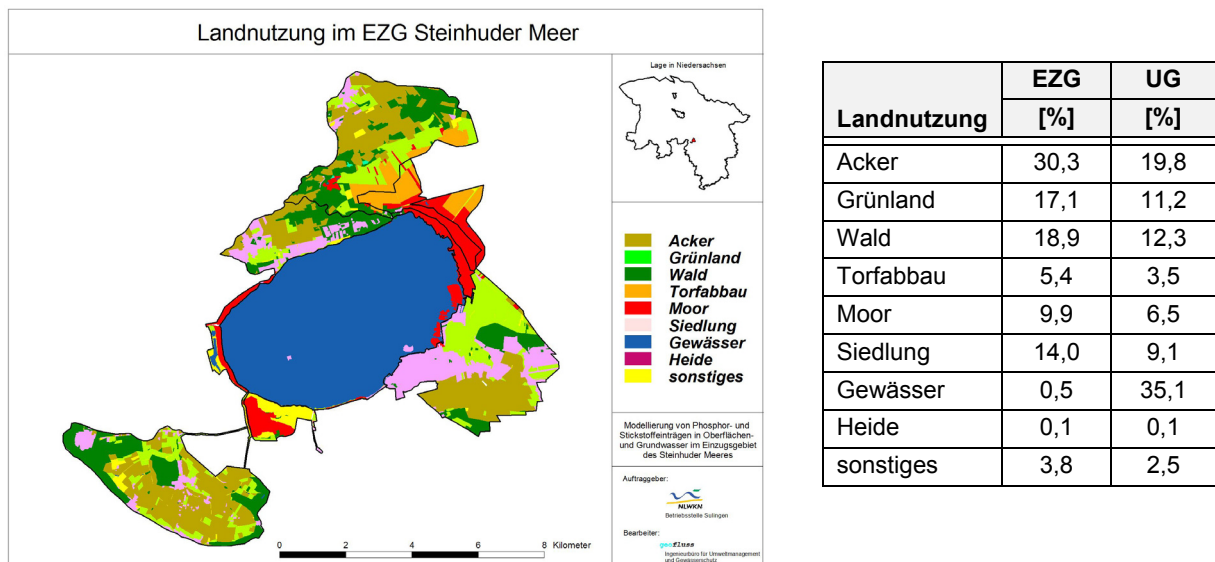 Landnutzung im EZG Steinhuder Meer
Lage in Niedersachsen
Acker
Grünland
Wald
Torfabbau
Moor
Siedlung
Gewässer
Heide
sonstiges
Modellierung von Phosphor- und
Stickstoffeinträgen in Oberflächen-
und Grundwasser im Einzugsgebiet
des Steinhuder Meeres
Auftraggeber:
NLWKN
Betriebsstelle Sulingen
Bearbeiter:
geofluss
Ingenieurbüro für Umweltmanagement
und Gewässerschutz
0 2 4 6 8 Kilometer
Landnutzung EZG UG
[%] [%]
Acker 30,3 19,8
Grünland 17,1 11,2
Wald 18,9 12,3
Torfabbau 5,4 3,5
Moor 9,9 6,5
Siedlung 14,0 9,1
Gewässer 0,5 35,1
Heide 0,1 0,1
sonstiges 3,8 2,5